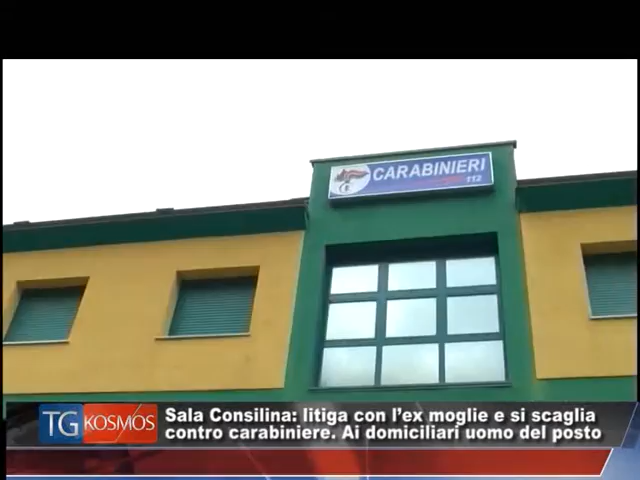 CARABINIERI
112
TG KOSMOS
Sala Consilina: litiga con l'ex moglie e si scaglia
contro carabiniere. Ai domiciliari uomo del posto